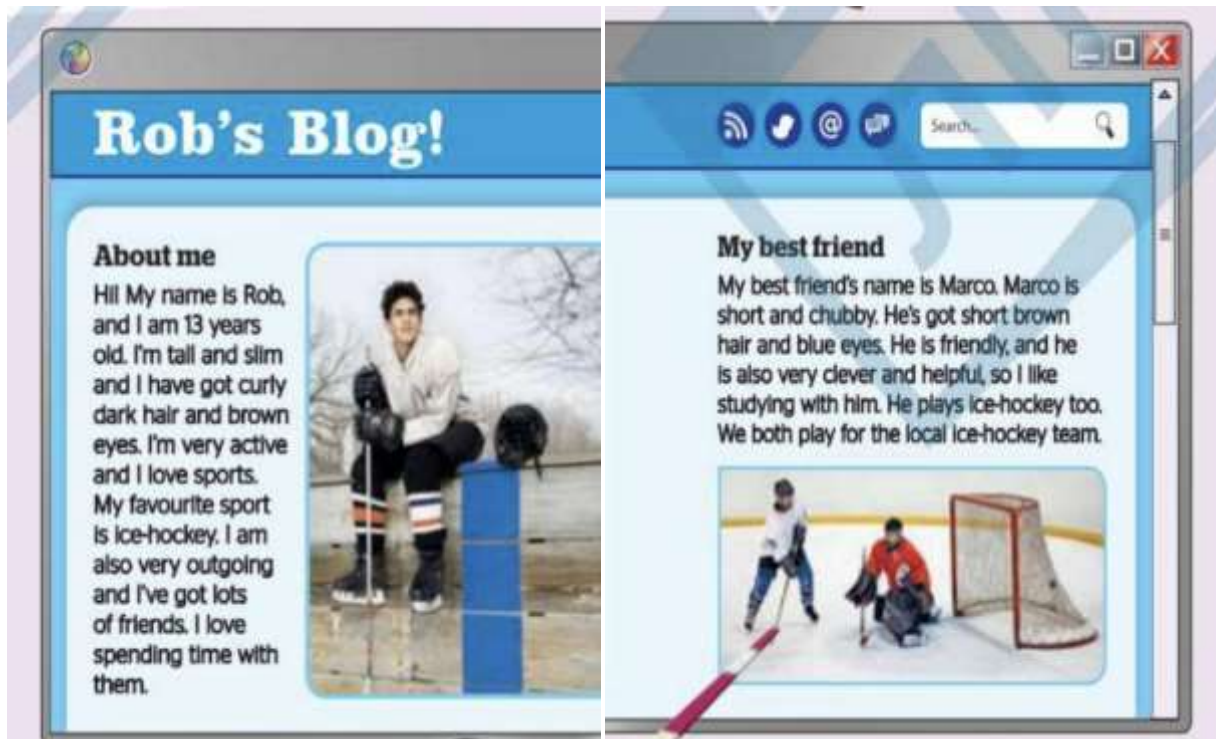 Rob's Blog!
Search...
About me
Hi! My name is Rob,
and I am 13 years
old. I'm tall and slim
and I have got curly
dark hair and brown
eyes. I'm very active
and I love sports.
My favourite sport
is ice-hockey. I am
also very outgoing
and I've got lots
of friends. I love
spending time with
them.
My best friend
My best friend's name is Marco. Marco is
short and chubby. He's got short brown
hair and blue eyes. He is friendly, and he
is also very clever and helpful, so I like
studying with him. He plays ice-hockey too.
We both play for the local ice-hockey team.